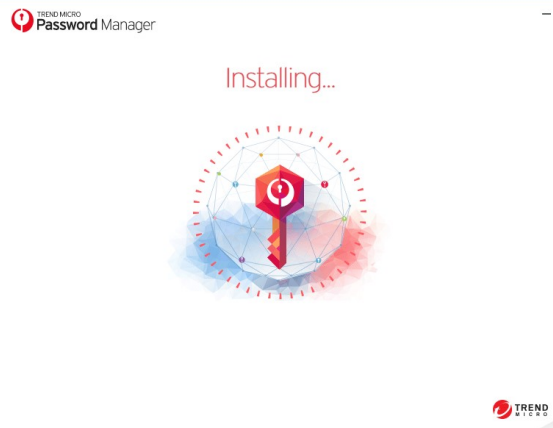 TREND MICRO
Password Manager
Installing...
TREND
MICRO